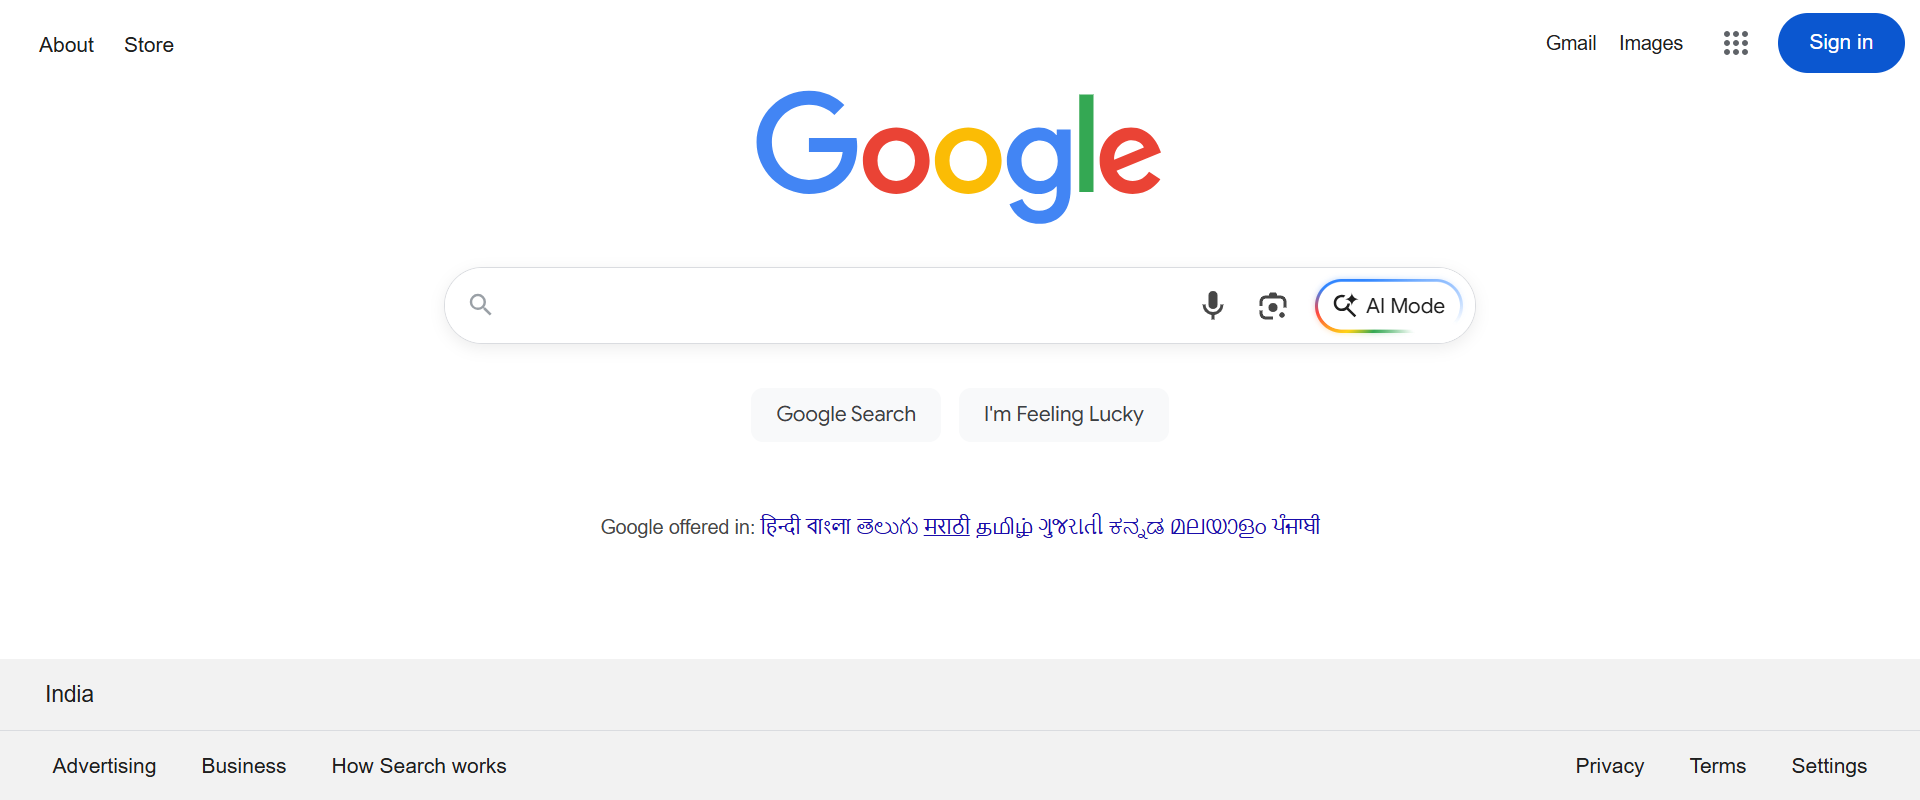 About Store Gmail Images Sign in
Google
AI Mode
Google Search I'm Feeling Lucky
Google offered in: हिन्दी বাংলা తెలుగు मराठी தமிழ் ગુજરાતી ಕನ್ನಡ മലയാളം ਪੰਜਾਬੀ
India
Advertising Business How Search works Privacy Terms Settings